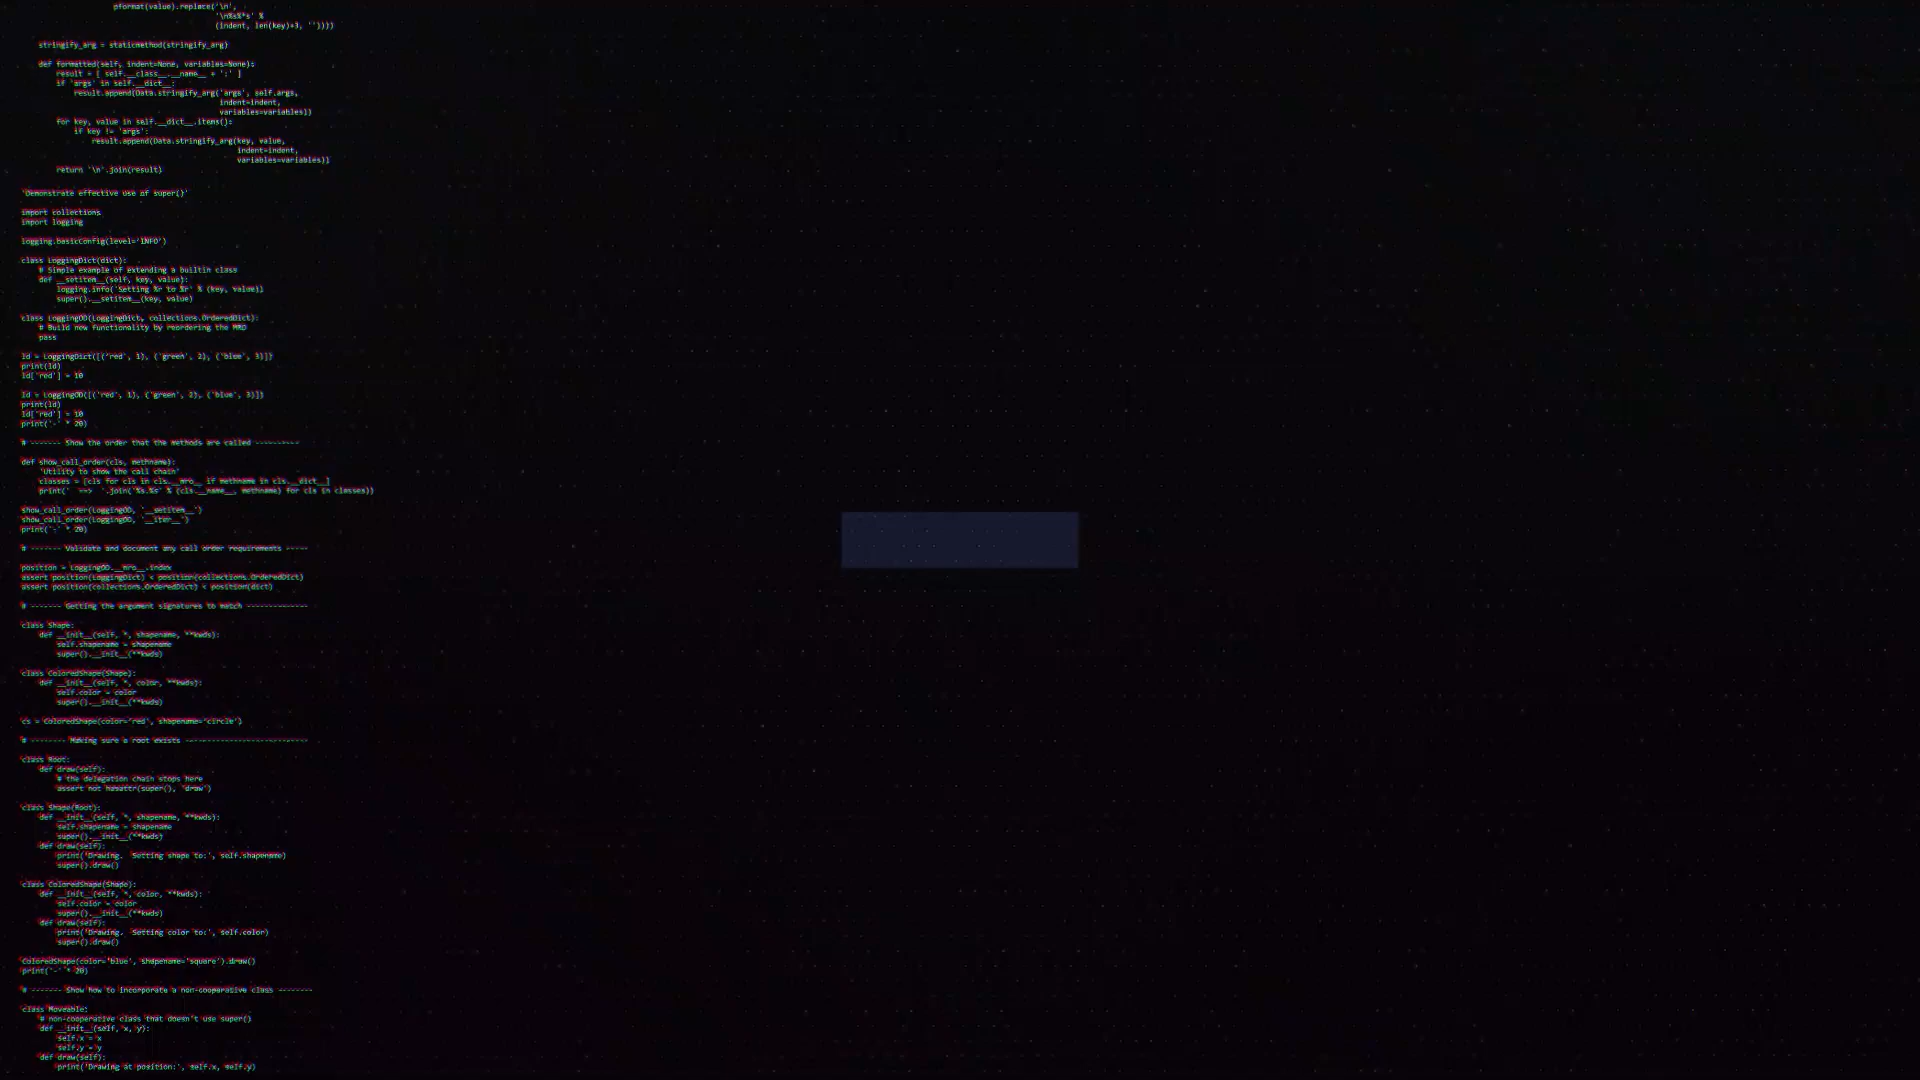 pformat(value).replace('\n',
'\n%s%*s' %
(indent, len(key)+3, ''))))
stringify_arg = staticmethod(stringify_arg)
def formatted(self, indent=None, variables=None):
result = [ self.__class__.__name__ + ':' ]
if 'args' in self.__dict__:
result.append(Data.stringify_arg('args', self.args,
indent=indent,
variables=variables))
for key, value in self.__dict__.items():
if key != 'args':
result.append(Data.stringify_arg(key, value,
indent=indent,
variables=variables))
return '\n'.join(result)
'Demonstrate effective use of super()'
import collections
import logging
logging.basicConfig(level='INFO')
class LoggingDict(dict):
# Simple example of extending a builtin class
def __setitem__(self, key, value):
logging.info('Setting %r to %r' % (key, value))
super().__setitem__(key, value)
class LoggingOD(LoggingDict, collections.OrderedDict):
# Build new functionality by reordering the MRO
pass
ld = LoggingDict([('red', 1), ('green', 2), ('blue', 3)])
print(ld)
ld['red'] = 10
ld = LoggingOD([('red', 1), ('green', 2), ('blue', 3)])
print(ld)
ld['red'] = 10
print('-' * 20)
# ------- Show the order that the methods are called ----------
def show_call_order(cls, methname):
'Utility to show the call chain'
classes = [cls for cls in cls.__mro__ if methname in cls.__dict__]
print('  ==>  '.join('%s.%s' % (cls.__name__, methname) for cls in classes))
show_call_order(LoggingOD, '__setitem__')
show_call_order(LoggingOD, '__iter__')
print('-' * 20)
# ------- Validate and document any call order requirements -----
position = LoggingOD.__mro__.index
assert position(LoggingDict) < position(collections.OrderedDict)
assert position(collections.OrderedDict) < position(dict)
# ------- Getting the argument signatures to match --------------
class Shape:
def __init__(self, *, shapename, **kwds):
self.shapename = shapename
super().__init__(**kwds)
class ColoredShape(Shape):
def __init__(self, *, color, **kwds):
self.color = color
super().__init__(**kwds)
cs = ColoredShape(color='red', shapename='circle')
# -------- Making sure a root exists ----------------------------
class Root:
def draw(self):
# the delegation chain stops here
assert not hasattr(super(), 'draw')
class Shape(Root):
def __init__(self, *, shapename, **kwds):
self.shapename = shapename
super().__init__(**kwds)
def draw(self):
print('Drawing.  Setting shape to:', self.shapename)
super().draw()
class ColoredShape(Shape):
def __init__(self, *, color, **kwds):
self.color = color
super().__init__(**kwds)
def draw(self):
print('Drawing.  Setting color to:', self.color)
super().draw()
ColoredShape(color='blue', shapename='square').draw()
print('-' * 20)
# ------- Show how to incorporate a non-cooperative class --------
class Moveable:
# non-cooperative class that doesn't use super()
def __init__(self, x, y):
self.x = x
self.y = y
def draw(self):
print('Drawing at position:', self.x, self.y)